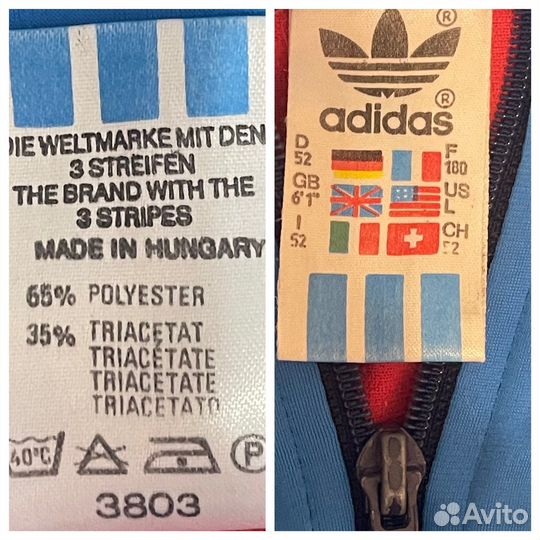 DIE WELTMARKE MIT DEN
3 STREIFEN
THE BRAND WITH THE
3 STRIPES
MADE IN HUNGARY
65% POLYESTER
35% TRIACETAT
TRIACÉTATE
TRIACETATE
TRIACETATO
40°C
P
3803
®
adidas®
D
52
F
180
GB
6'1"
US
L
I
52
CH
52
Avito